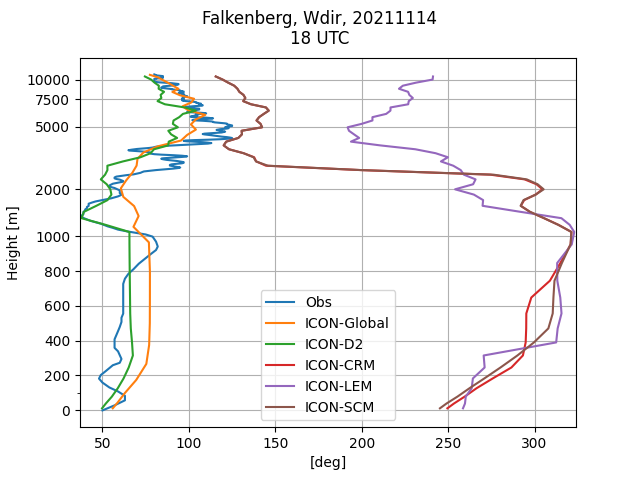 Falkenberg, Wdir, 20211114
18 UTC
Height [m]
10000
7500
5000
2000
1000
800
600
400
200
0
Obs
ICON-Global
ICON-D2
ICON-CRM
ICON-LEM
ICON-SCM
50
100
150
200
250
300
[deg]